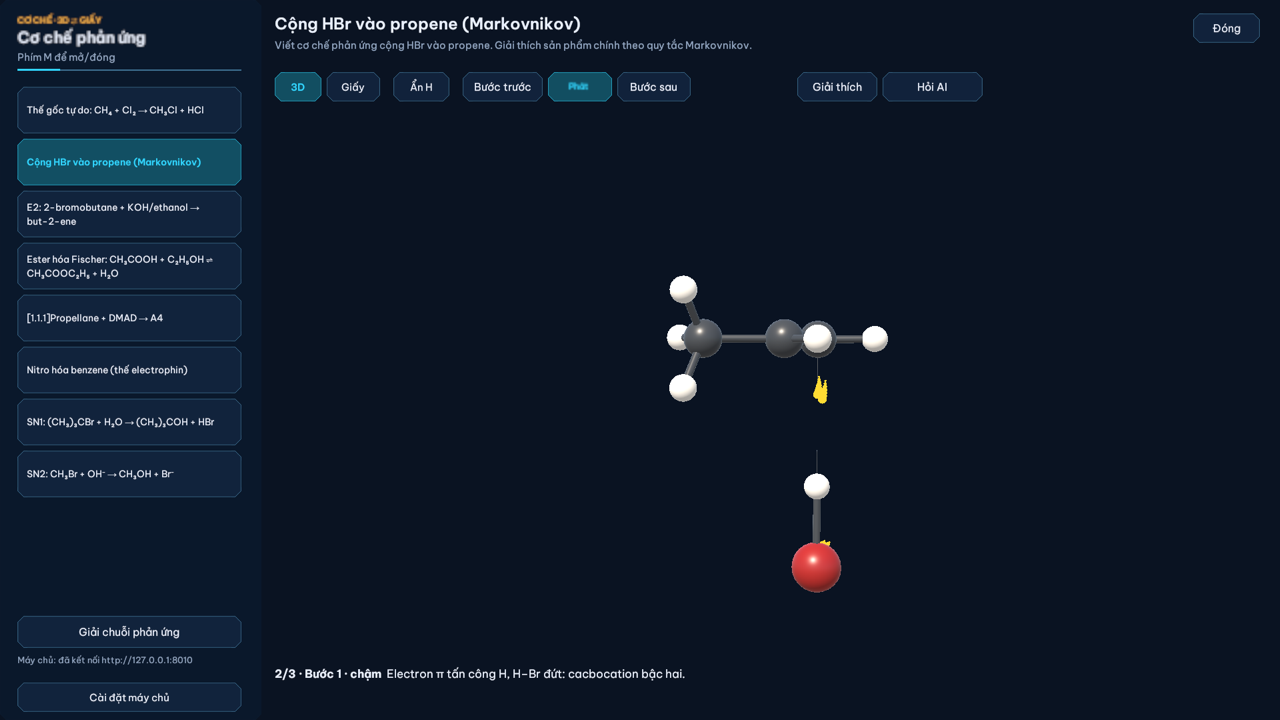 CƠ CHẾ · 3D ⇌ GIẤY
Cơ chế phản ứng
Phím M để mở/đóng
Thế gốc tự do: CH₄ + Cl₂ → CH₃Cl + HCl
Cộng HBr vào propene (Markovnikov)
E2: 2-bromobutane + KOH/ethanol →
but-2-ene
Ester hóa Fischer: CH₃COOH + C₂H₅OH ⇌
CH₃COOC₂H₅ + H₂O
[1.1.1]Propellane + DMAD → A4
Nitro hóa benzene (thế electrophin)
SN1: (CH₃)₃CBr + H₂O → (CH₃)₃COH + HBr
SN2: CH₃Br + OH⁻ → CH₃OH + Br⁻
Giải chuỗi phản ứng
Máy chủ: đã kết nối http://127.0.0.1:8010
Cài đặt máy chủ
Cộng HBr vào propene (Markovnikov)
Viết cơ chế phản ứng cộng HBr vào propene. Giải thích sản phẩm chính theo quy tắc Markovnikov.
Đóng
3D
Giấy
Ẩn H
Bước trước
Bước sau
Giải thích
Hỏi AI
2/3 · Bước 1 · chậm Electron π tấn công H, H–Br đứt: cacbocation bậc hai.